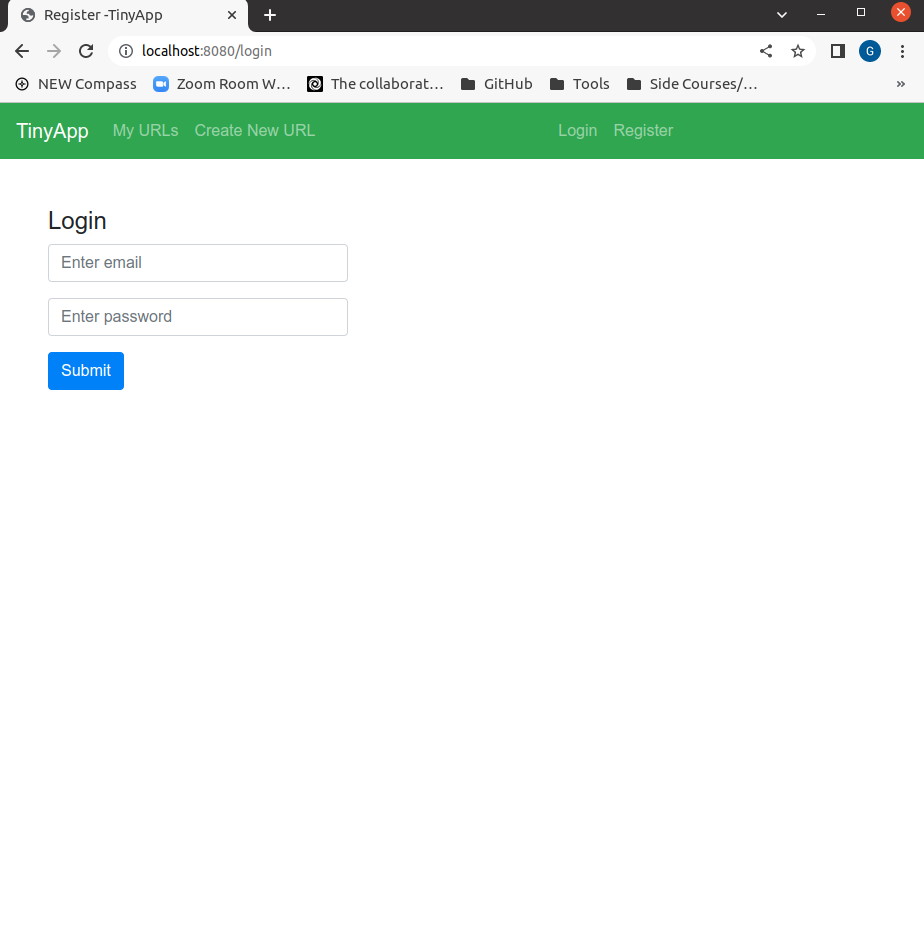 Register -TinyApp
localhost:8080/login
G
NEW Compass Zoom Room W... The collaborat... GitHub Tools Side Courses/... »
TinyApp My URLs Create New URL Login Register
Login
Enter email
Enter password
Submit